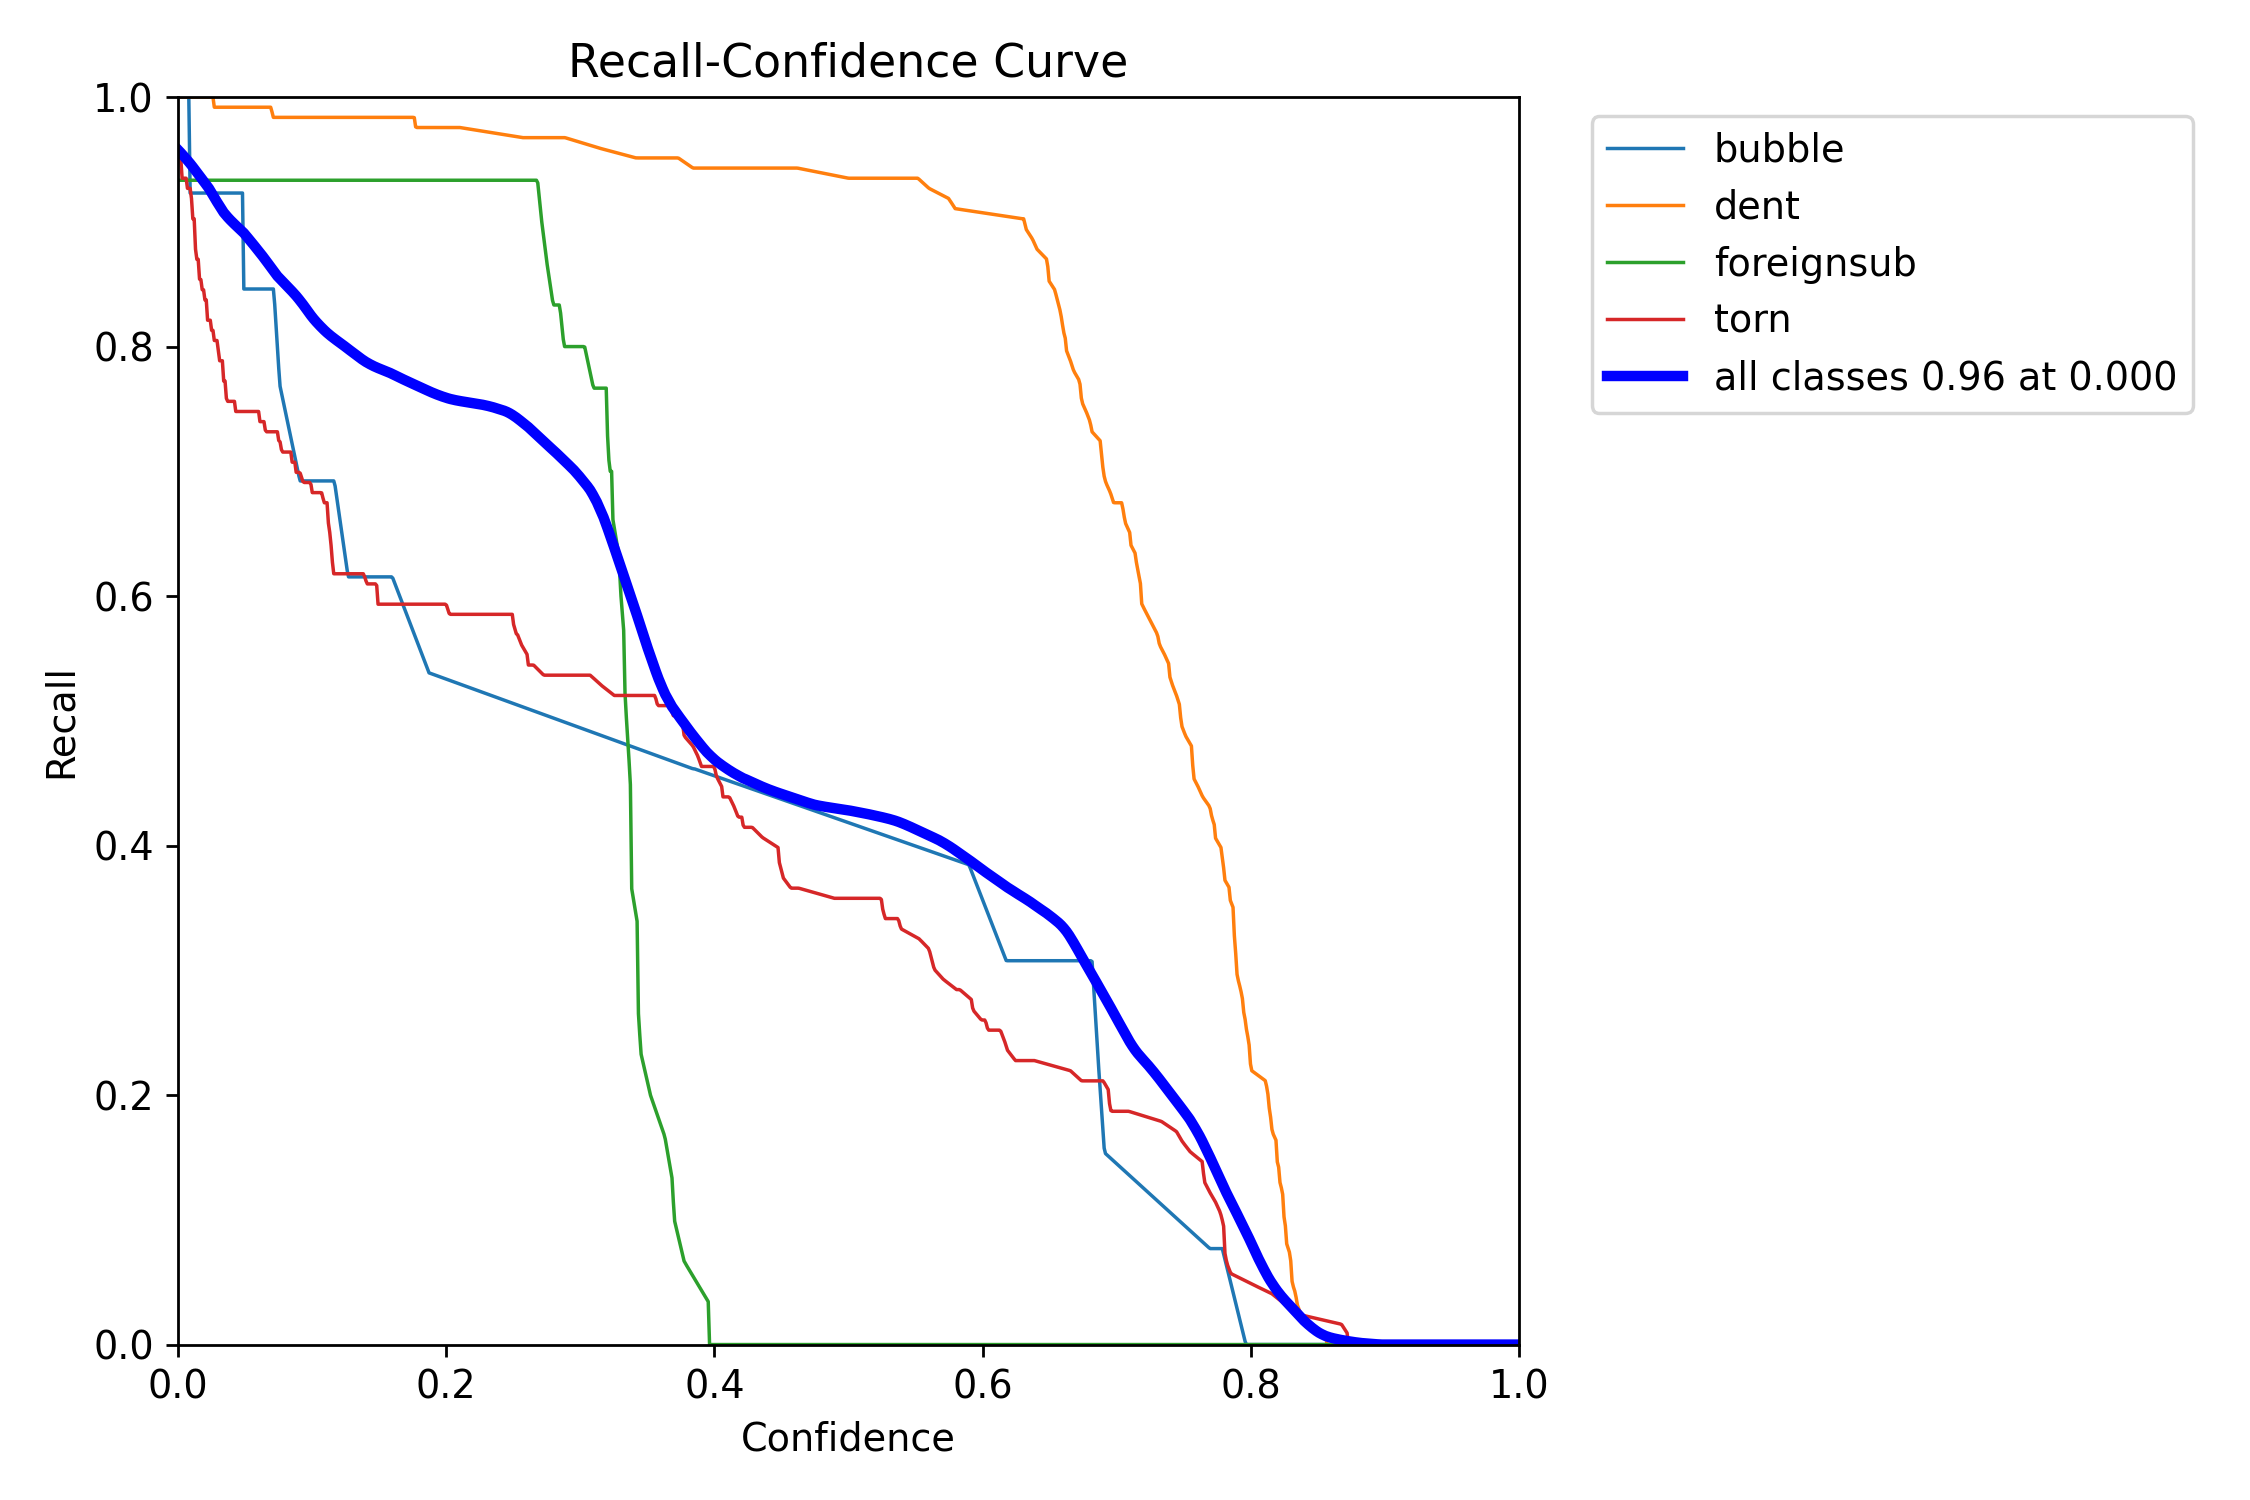 Recall-Confidence Curve
1.0
0.8
0.6
0.4
0.2
0.0
Recall
0.0 0.2 0.4 0.6 0.8 1.0
Confidence
bubble
dent
foreignsub
torn
all classes 0.96 at 0.000